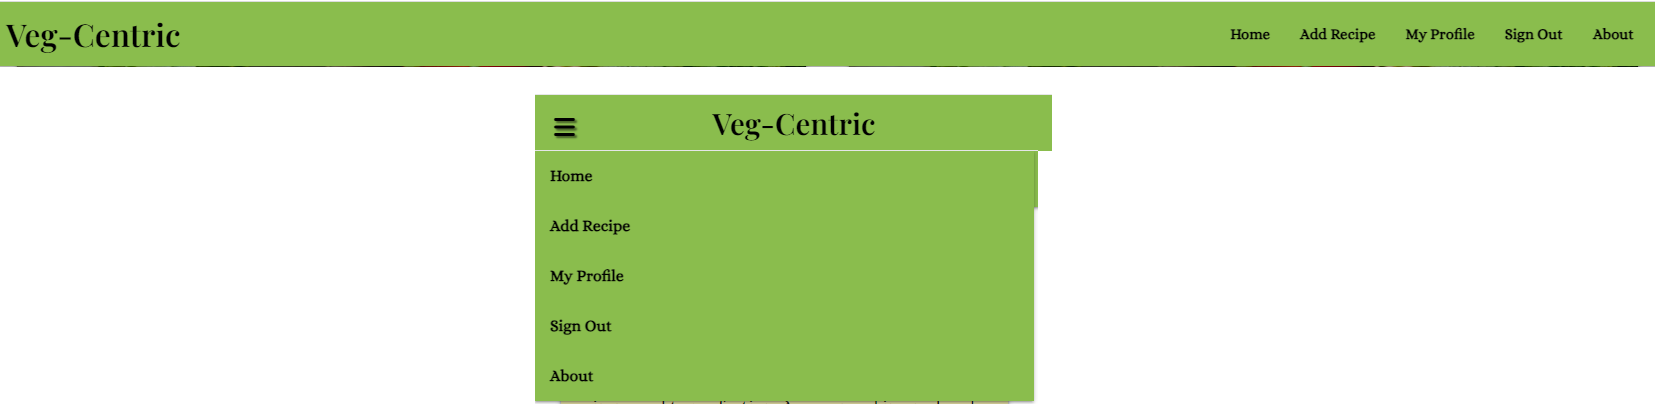 Veg-Centric Home Add Recipe My Profile Sign Out About
Veg-Centric
Home
Add Recipe
My Profile
Sign Out
About